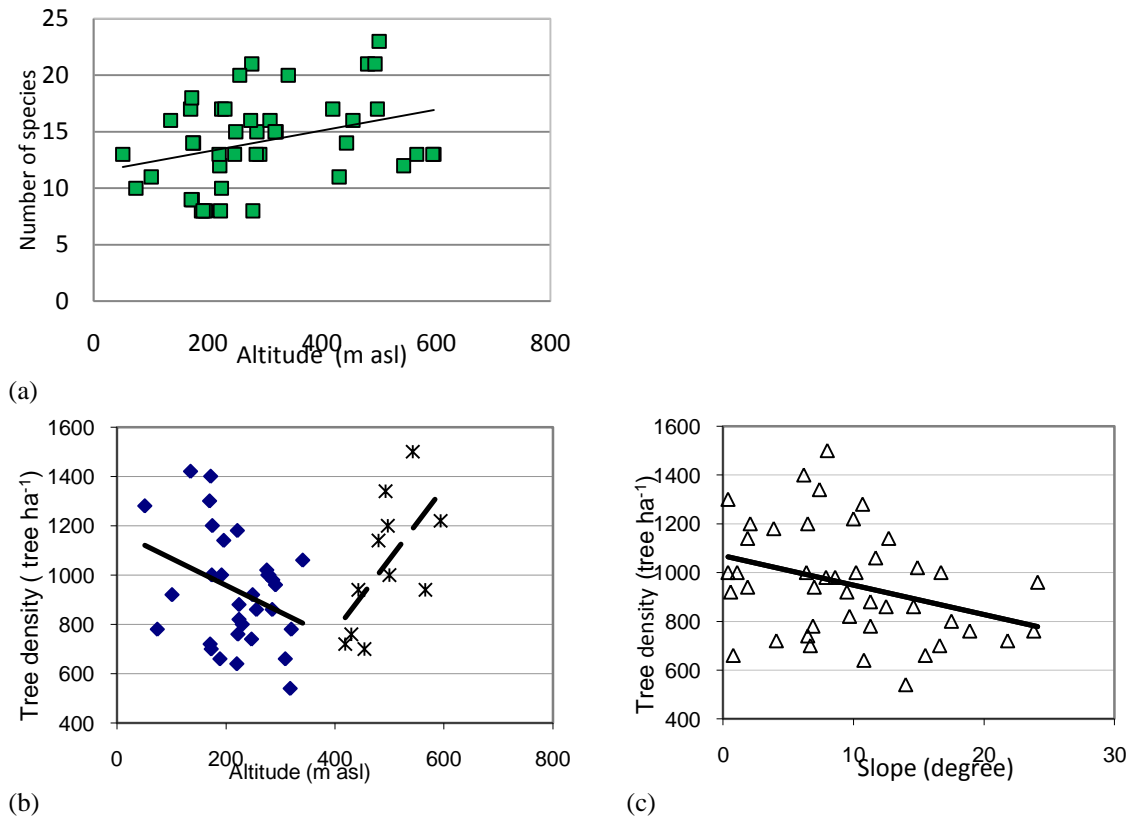 25
20
15
10
5
0
Number of species
0 200 400 600 800
Altitude (m asl)
(a)
1600
1400
1200
1000
800
600
400
Tree density ( tree ha-1)
0 200 400 600 800
Altitude (m asl)
(b)
1600
1400
1200
1000
800
600
400
Tree density (tree ha-1)
0 10 20 30
Slope (degree)
(c)